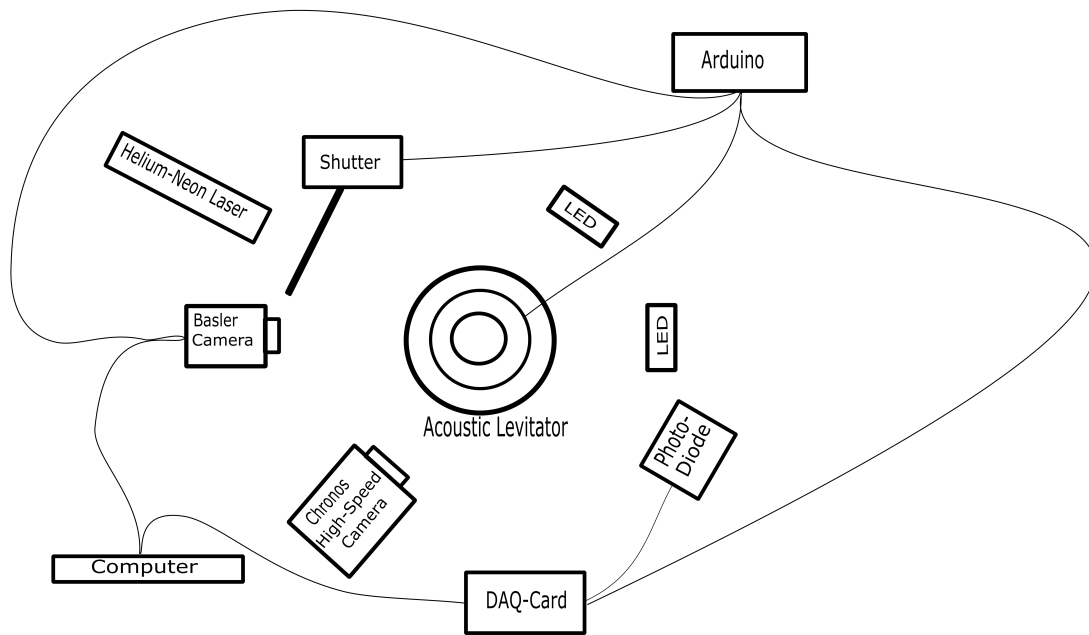 Arduino
Helium-Neon Laser
Shutter
LED
Basler
Camera
LED
Acoustic Levitator
Photo-
Diode
Chronos
High-Speed
Camera
Computer
DAQ-Card